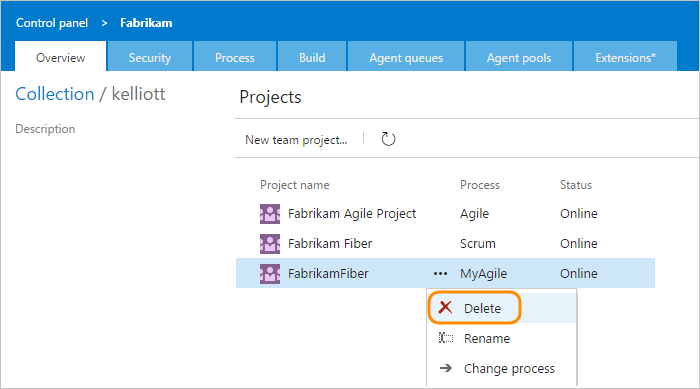 Control panel > Fabrikam
Overview Security Process Build Agent queues Agent pools Extensions*
Collection / kelliott
Projects
Description
New team project...
Project name Process Status
Fabrikam Agile Project Agile Online
Fabrikam Fiber Scrum Online
FabrikamFiber ••• MyAgile Online
Delete
Rename
Change process